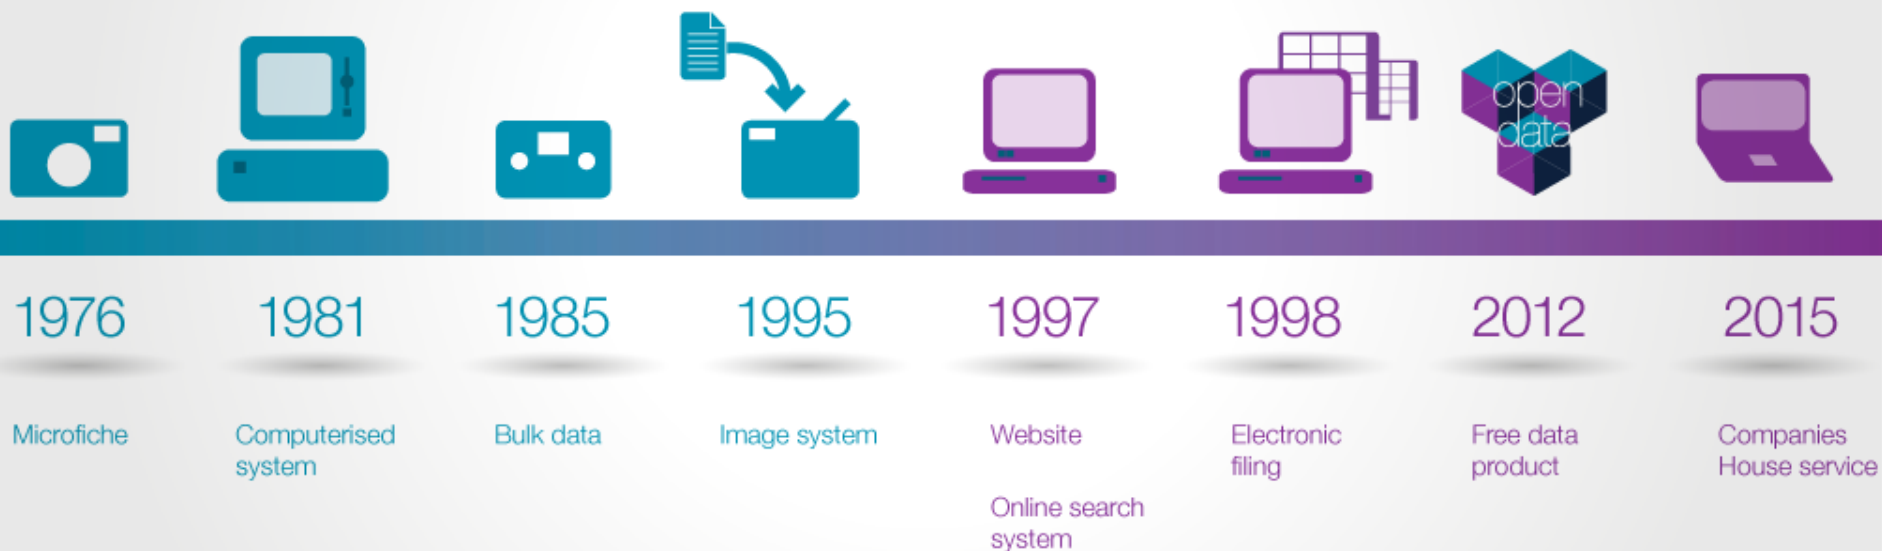 open
data
1976
1981
1985
1995
1997
1998
2012
2015
Microfiche
Computerised
system
Bulk data
Image system
Website
Online search
system
Electronic
filing
Free data
product
Companies
House service